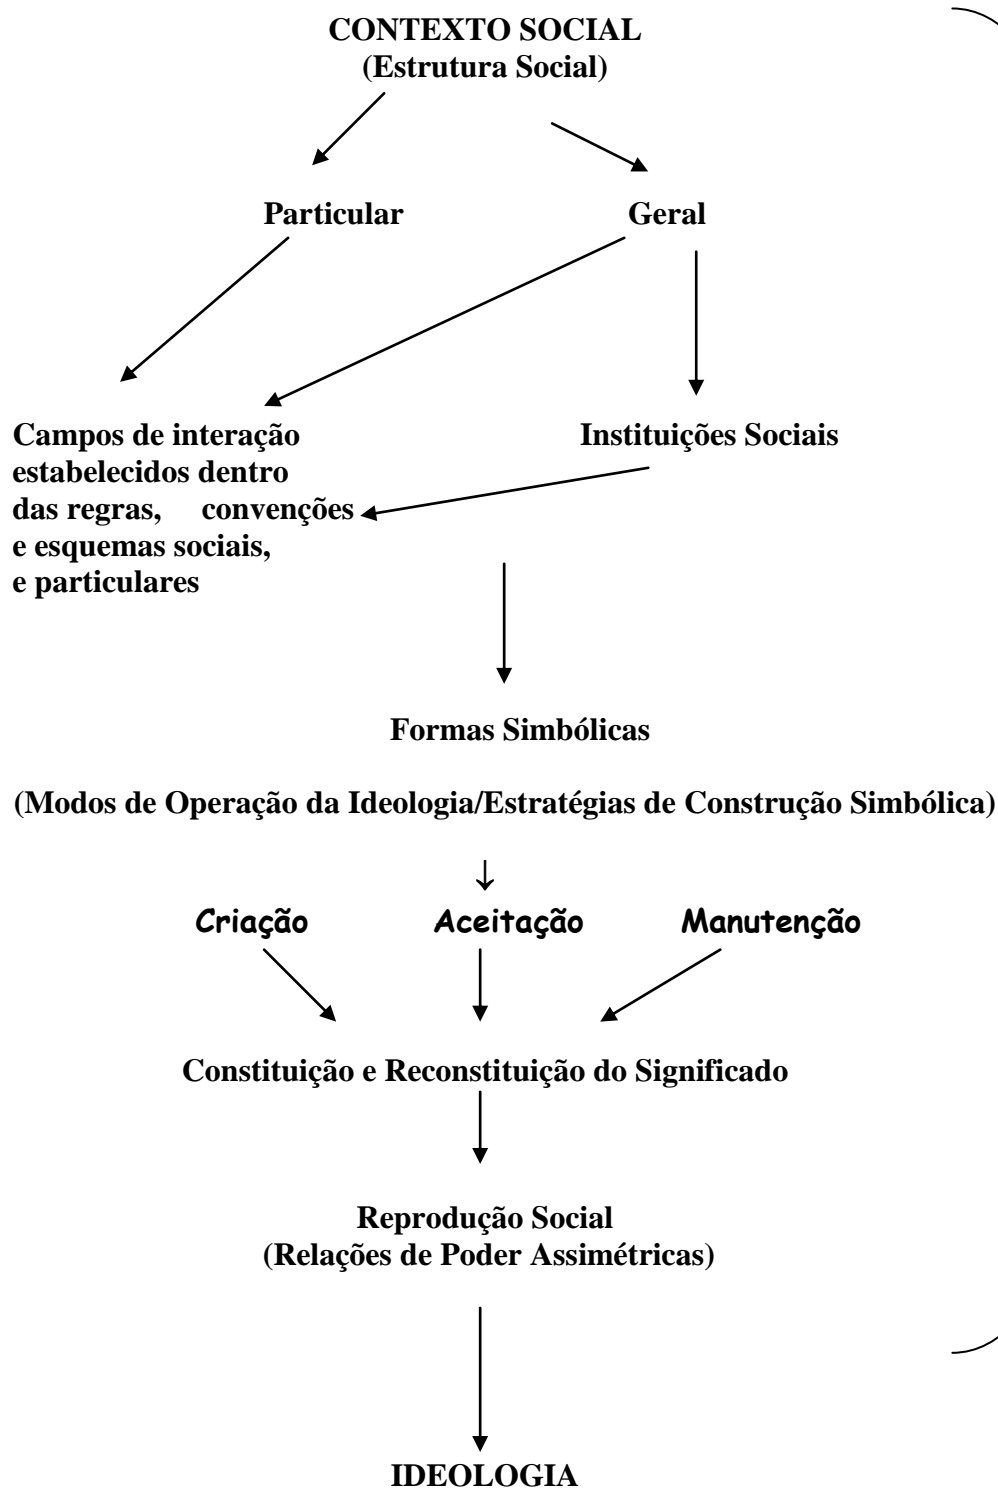 CONTEXTO SOCIAL
(Estrutura Social)
Particular Geral
Campos de interação
estabelecidos dentro
das regras, convenções
e esquemas sociais,
e particulares
Instituições Sociais
Formas Simbólicas
(Modos de Operação da Ideologia/Estratégias de Construção Simbólica)
Criação Aceitação Manutenção
Constituição e Reconstituição do Significado
Reprodução Social
(Relações de Poder Assimétricas)
IDEOLOGIA